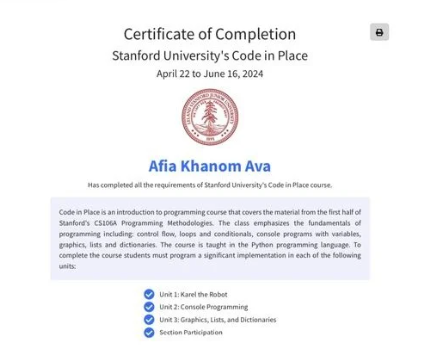 Certificate of Completion
Stanford University's Code in Place
April 22 to June 16, 2024
Afia Khanom Ava
Has completed all the requirements of Stanford University's Code in Place course.
Code in Place is an introduction to programming course that covers the material from the first half of
Stanford's CS106A Programming Methodologies. The class emphasizes the fundamentals of
programming including: control flow, loops and conditionals, console programs with variables,
graphics, lists and dictionaries. The course is taught in the Python programming language. To
complete the course students must program a significant implementation in each of the following
units:
Unit 1: Karel the Robot
Unit 2: Console Programming
Unit 3: Graphics, Lists, and Dictionaries
Section Participation